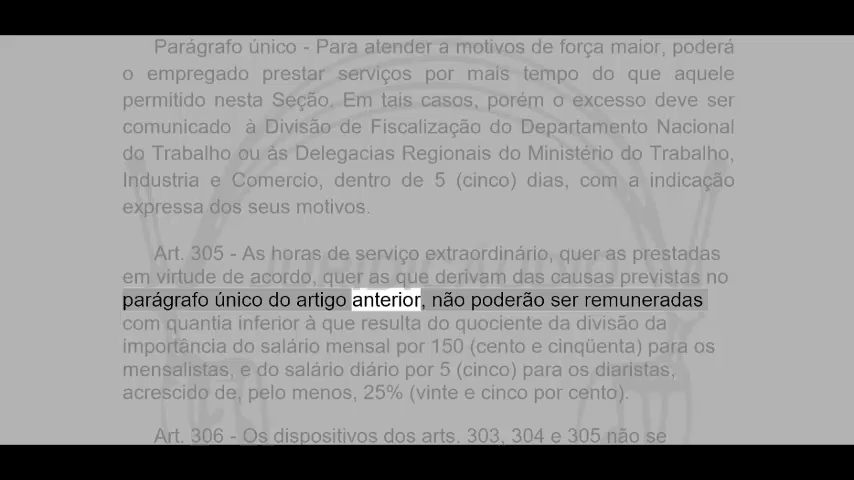 Parágrafo único - Para atender a motivos de força maior, poderá
o empregado prestar serviços por mais tempo do que aquele
permitido nesta Seção. Em tais casos, porém o excesso deve ser
comunicado à Divisão de Fiscalização do Departamento Nacional
do Trabalho ou às Delegacias Regionais do Ministério do Trabalho,
Industria e Comercio, dentro de 5 (cinco) dias, com a indicação
expressa dos seus motivos.
Art. 305 - As horas de serviço extraordinário, quer as prestadas
em virtude de acordo, quer as que derivam das causas previstas no
parágrafo único do artigo anterior, não poderão ser remuneradas
com quantia inferior à que resulta do quociente da divisão da
importância do salário mensal por 150 (cento e cinqüenta) para os
mensalistas, e do salário diário por 5 (cinco) para os diaristas,
acrescido de, pelo menos, 25% (vinte e cinco por cento).
Art. 306 - Os dispositivos dos arts. 303, 304 e 305 não se